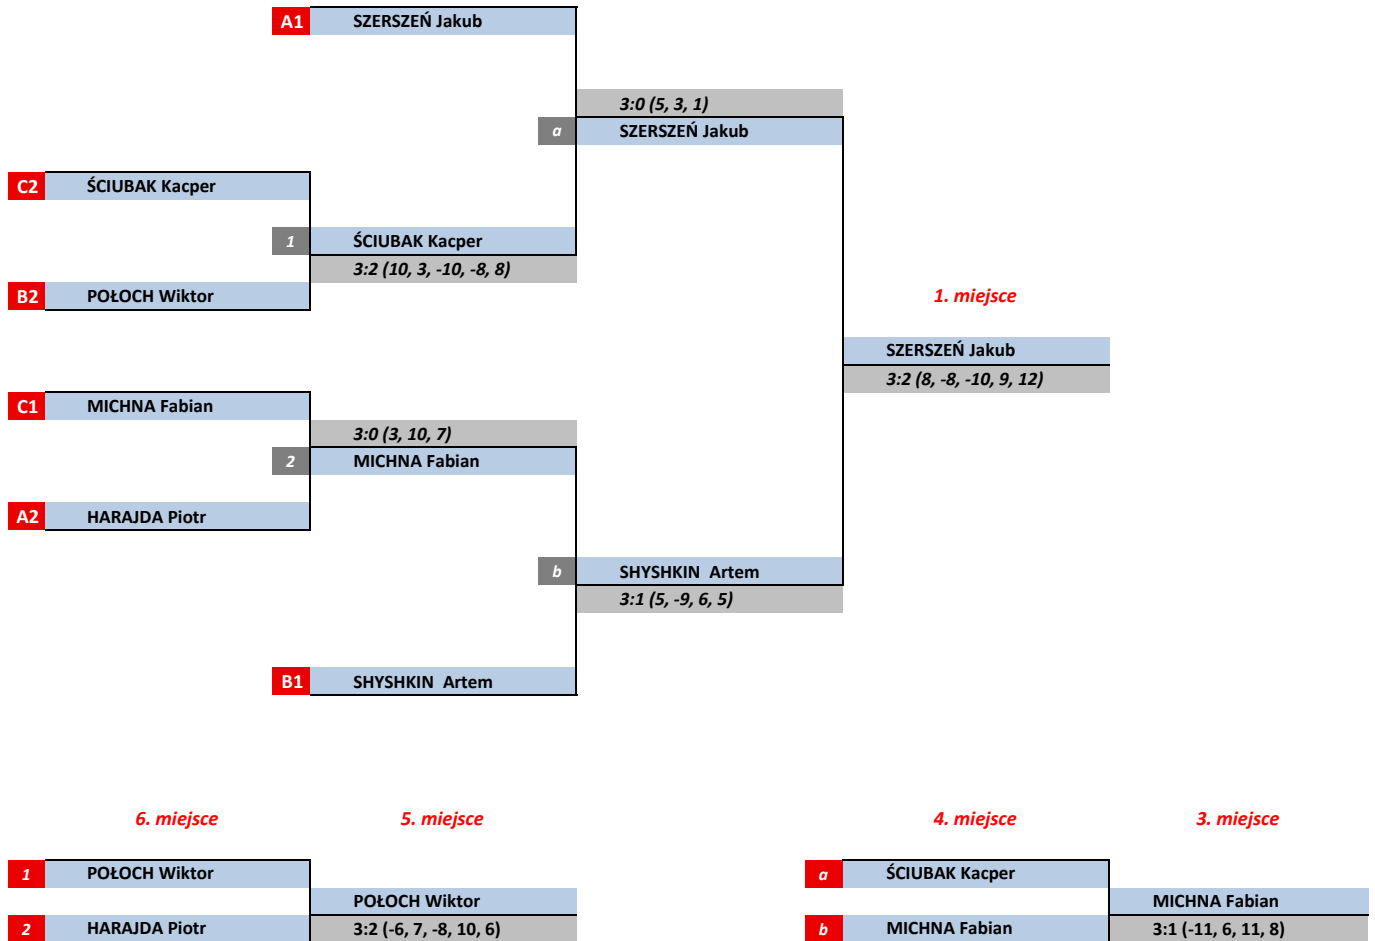 A1 SZERSZEŃ Jakub
3:0 (5, 3, 1)
a SZERSZEŃ Jakub
C2 ŚCIUBAK Kacper
1 ŚCIUBAK Kacper
3:2 (10, 3, -10, -8, 8)
B2 POŁOCH Wiktor
1. miejsce
SZERSZEŃ Jakub
3:2 (8, -8, -10, 9, 12)
C1 MICHNA Fabian
3:0 (3, 10, 7)
2 MICHNA Fabian
A2 HARAJDA Piotr
b SHYSHKIN Artem
3:1 (5, -9, 6, 5)
B1 SHYSHKIN Artem
6. miejsce 5. miejsce 4. miejsce 3. miejsce
1 POŁOCH Wiktor a ŚCIUBAK Kacper
POŁOCH Wiktor MICHNA Fabian
2 HARAJDA Piotr 3:2 (-6, 7, -8, 10, 6) b MICHNA Fabian 3:1 (-11, 6, 11, 8)